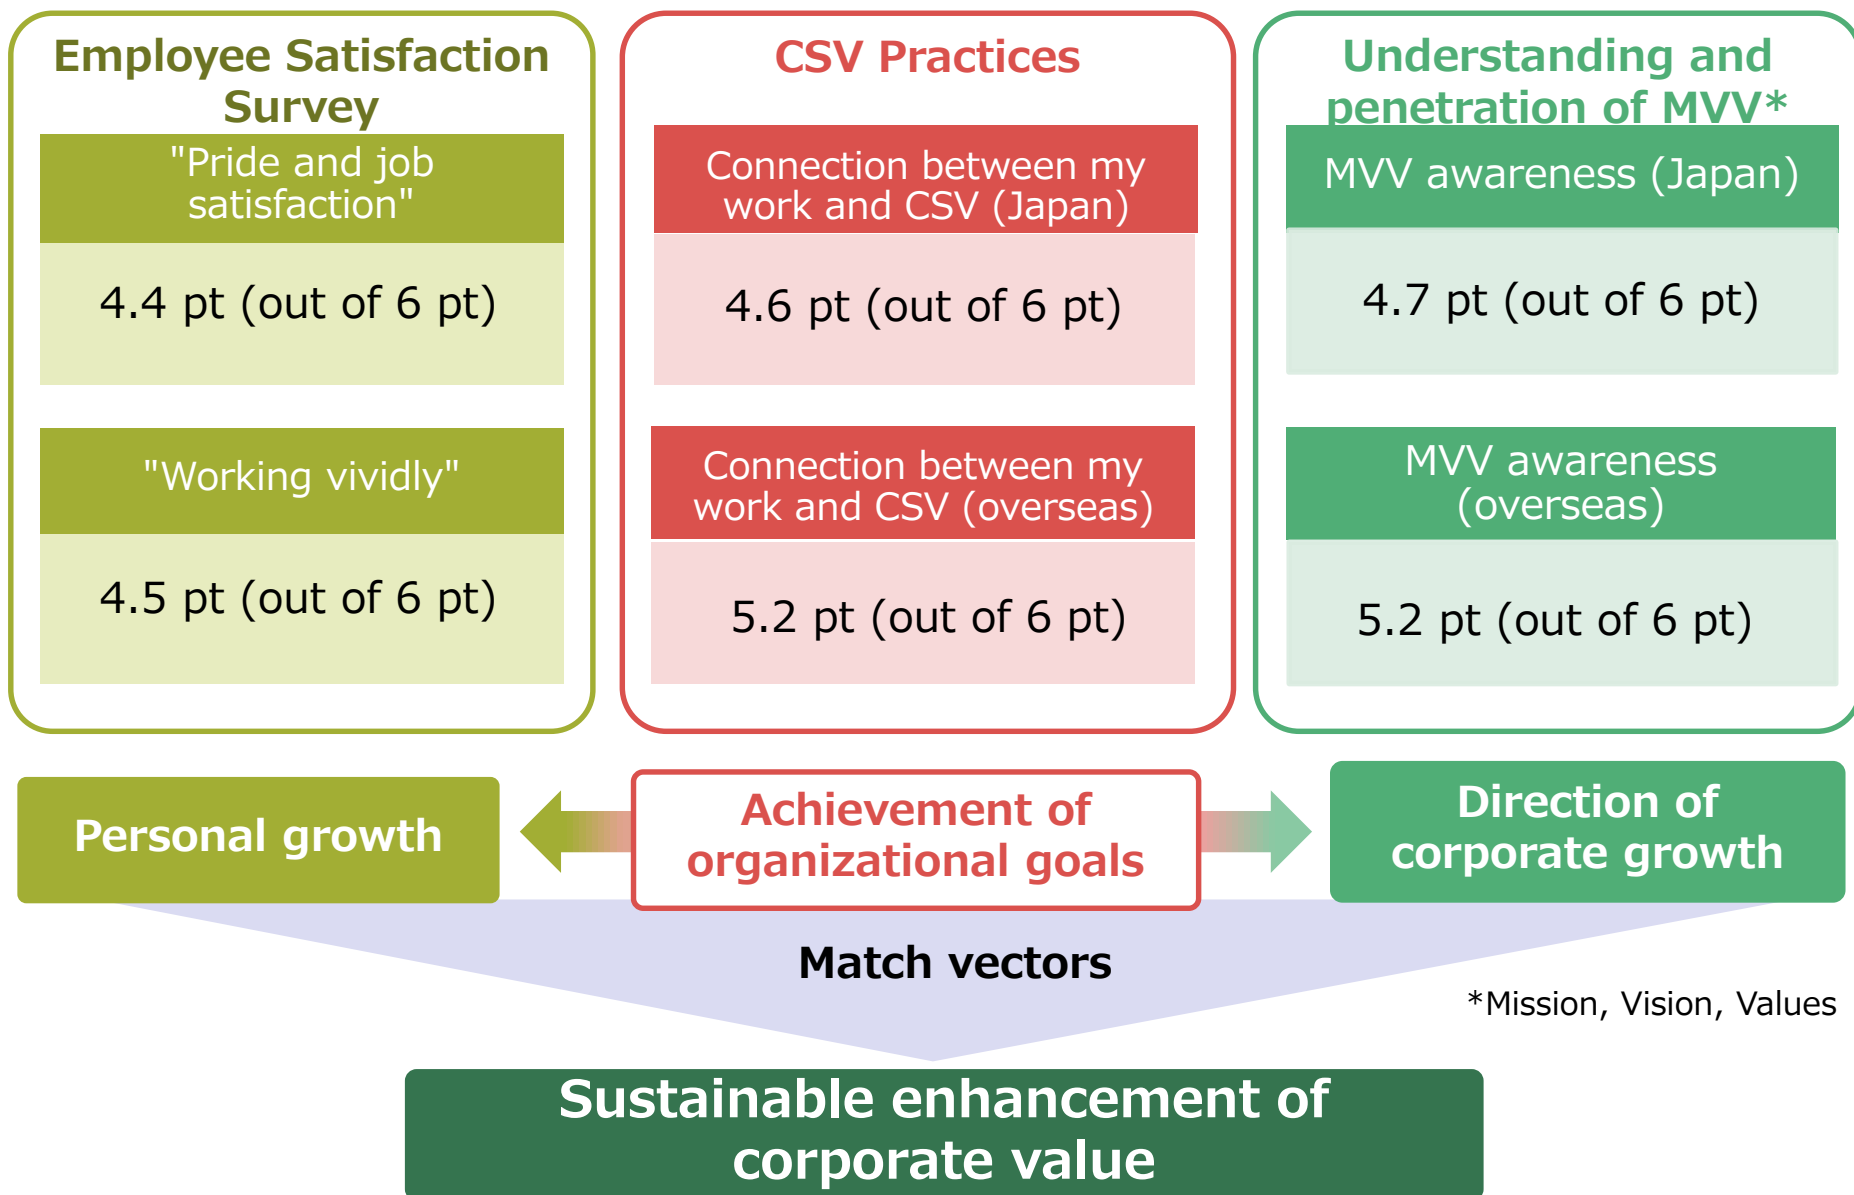 Employee Satisfaction
Survey
"Pride and job
satisfaction"
4.4 pt (out of 6 pt)
"Working vividly"
4.5 pt (out of 6 pt)
CSV Practices
Connection between my
work and CSV (Japan)
4.6 pt (out of 6 pt)
Connection between my
work and CSV (overseas)
5.2 pt (out of 6 pt)
Understanding and
penetration of MVV*
MVV awareness (Japan)
4.7 pt (out of 6 pt)
MVV awareness
(overseas)
5.2 pt (out of 6 pt)
Personal growth
Achievement of
organizational goals
Direction of
corporate growth
Match vectors
*Mission, Vision, Values
Sustainable enhancement of
corporate value